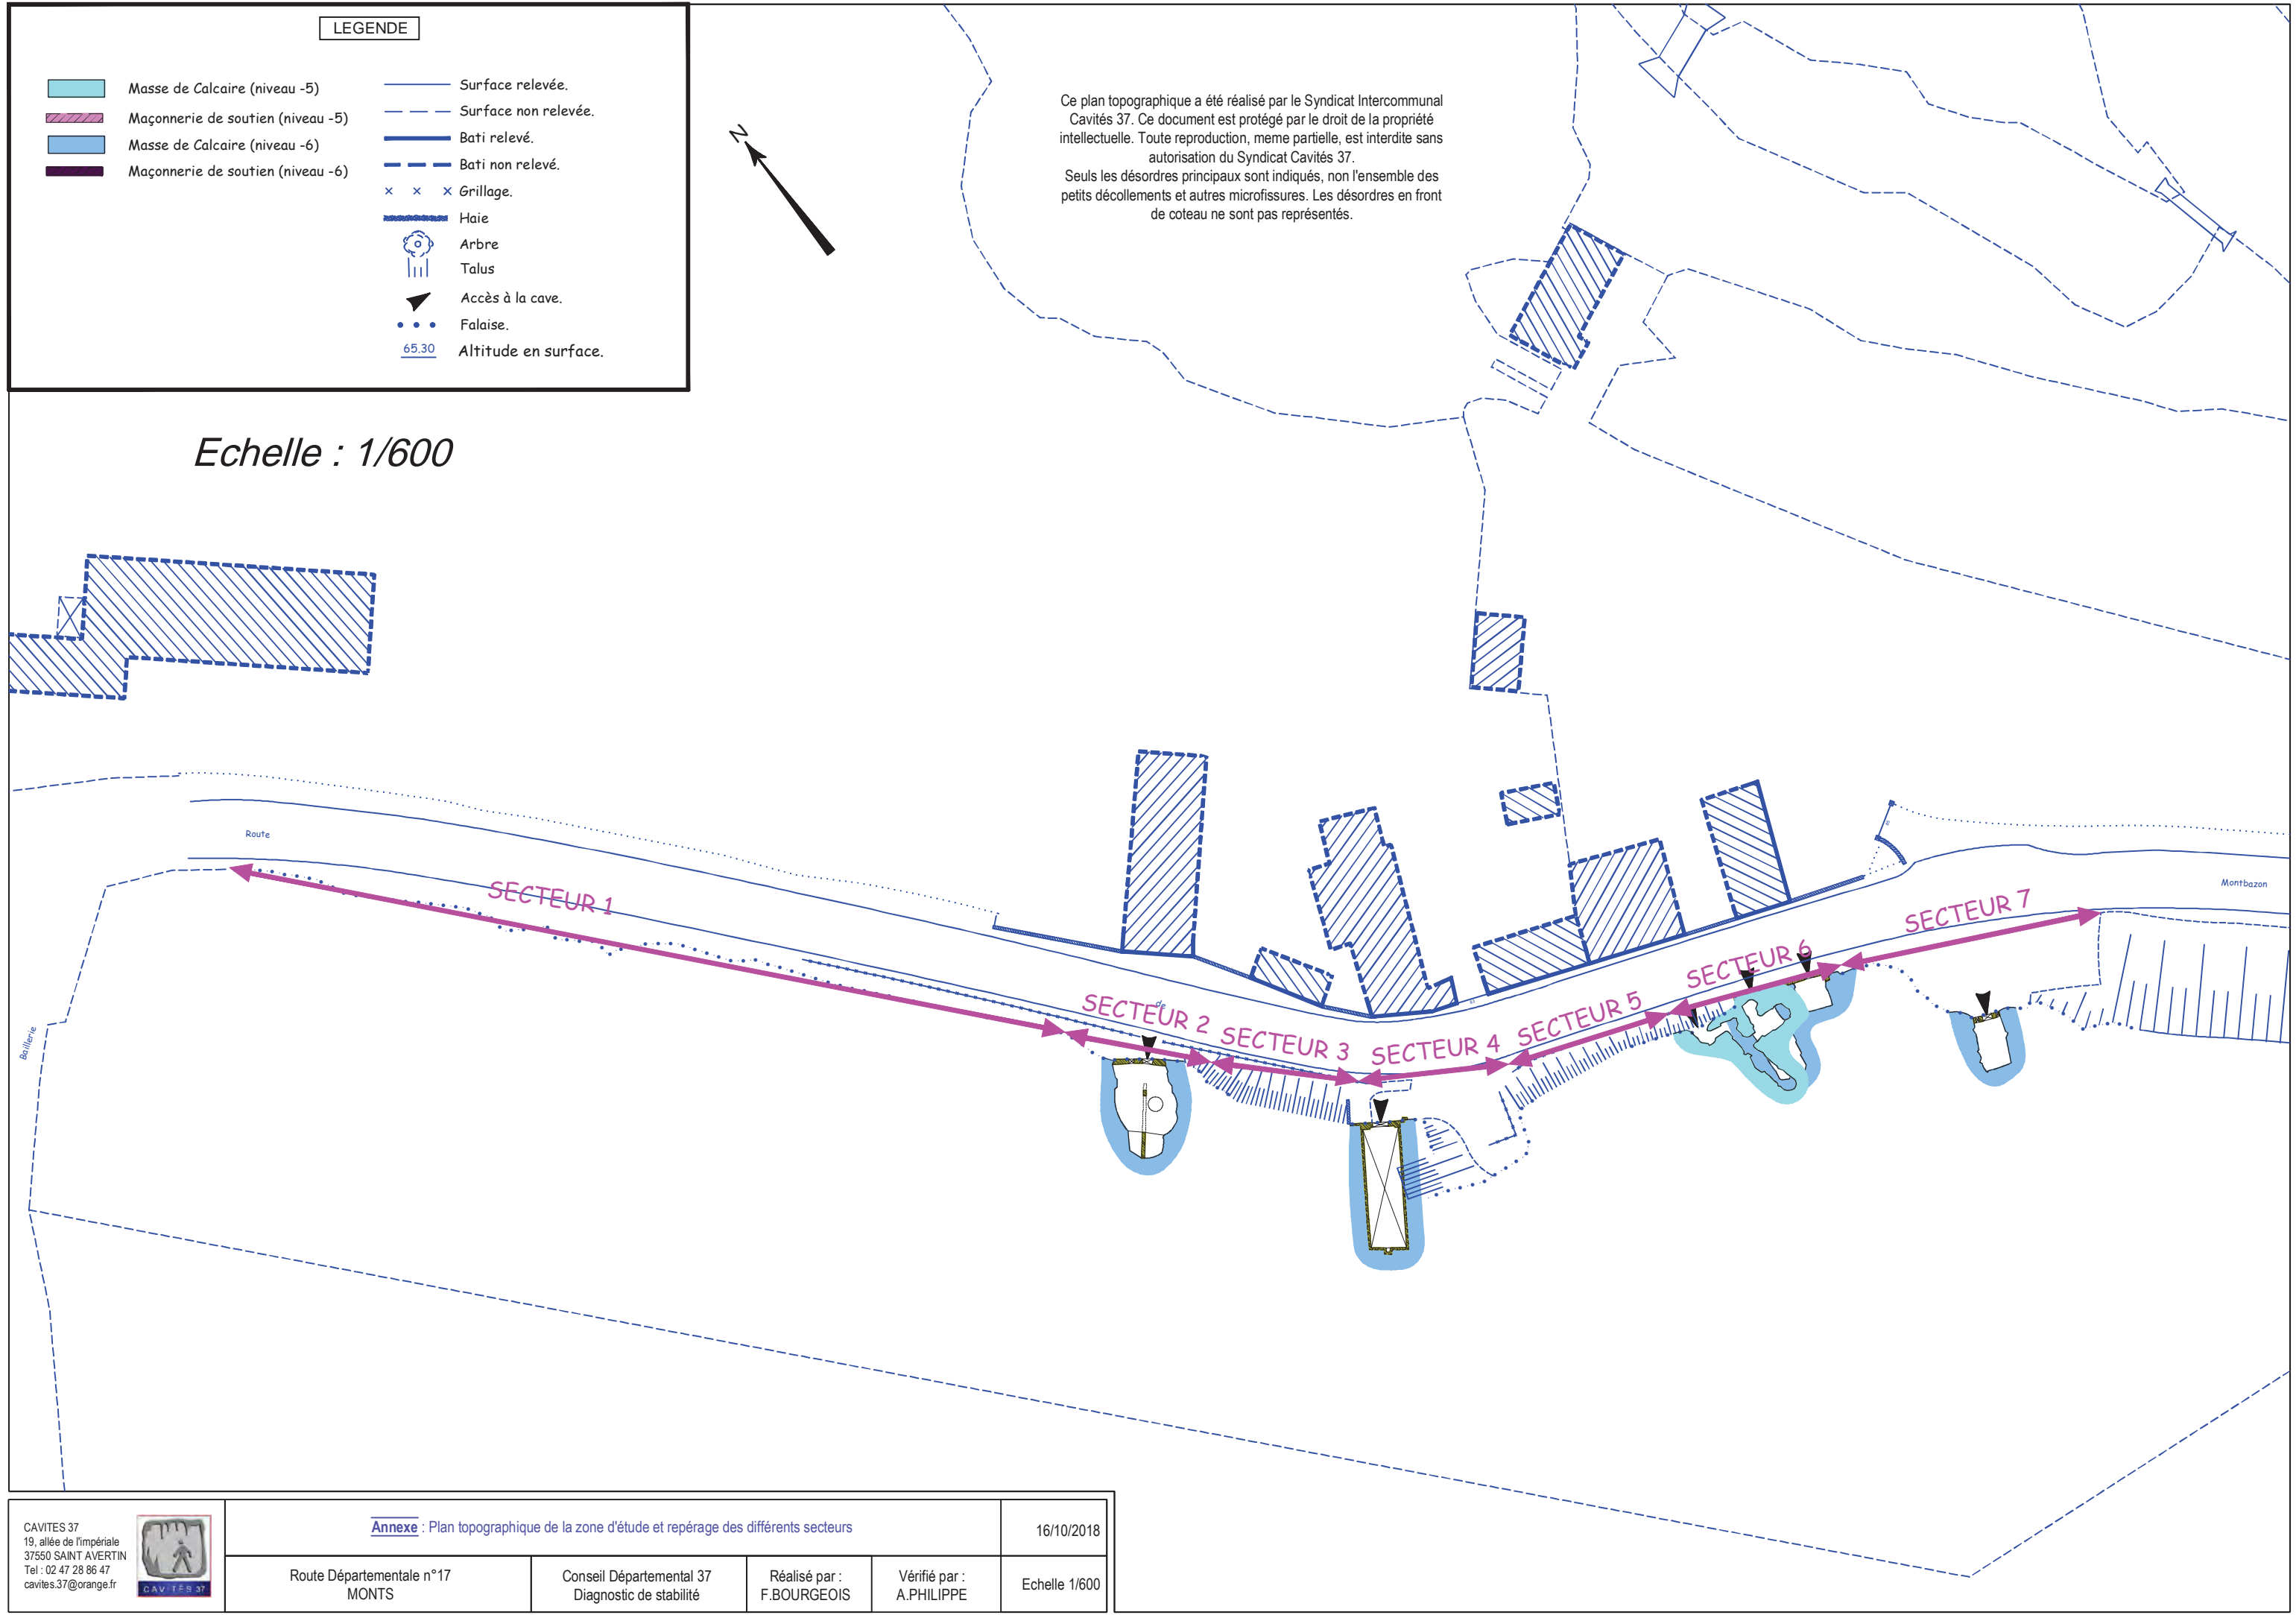 LEGENDE
Masse de Calcaire (niveau -5)
Maçonnerie de soutien (niveau -5)
Masse de Calcaire (niveau -6)
Maçonnerie de soutien (niveau -6)
Surface relevée.
Surface non relevée.
Bati relevé.
Bati non relevé.
Grillage.
Haie
Arbre
Talus
Accès à la cave.
Falaise.
65.30 Altitude en surface.
N
Ce plan topographique a été réalisé par le Syndicat Intercommunal
Cavités 37. Ce document est protégé par le droit de la propriété
intellectuelle. Toute reproduction, meme partielle, est interdite sans
autorisation du Syndicat Cavités 37.
Seuls les désordres principaux sont indiqués, non l'ensemble des
petits décollements et autres microfissures. Les désordres en front
de coteau ne sont pas représentés.
Echelle : 1/600
Route
de
Montbazon
Baillerie
SECTEUR 1
SECTEUR 2
SECTEUR 3
SECTEUR 4
SECTEUR 5
SECTEUR 6
SECTEUR 7
CAVITES 37
19, allée de l'impériale
37550 SAINT AVERTIN
Tel : 02 47 28 86 47
cavites.37@orange.fr
CAVITES 37
Annexe : Plan topographique de la zone d'étude et repérage des différents secteurs
16/10/2018
Route Départementale n°17
MONTS
Conseil Départemental 37
Diagnostic de stabilité
Réalisé par :
F.BOURGEOIS
Vérifié par :
A.PHILIPPE
Echelle 1/600